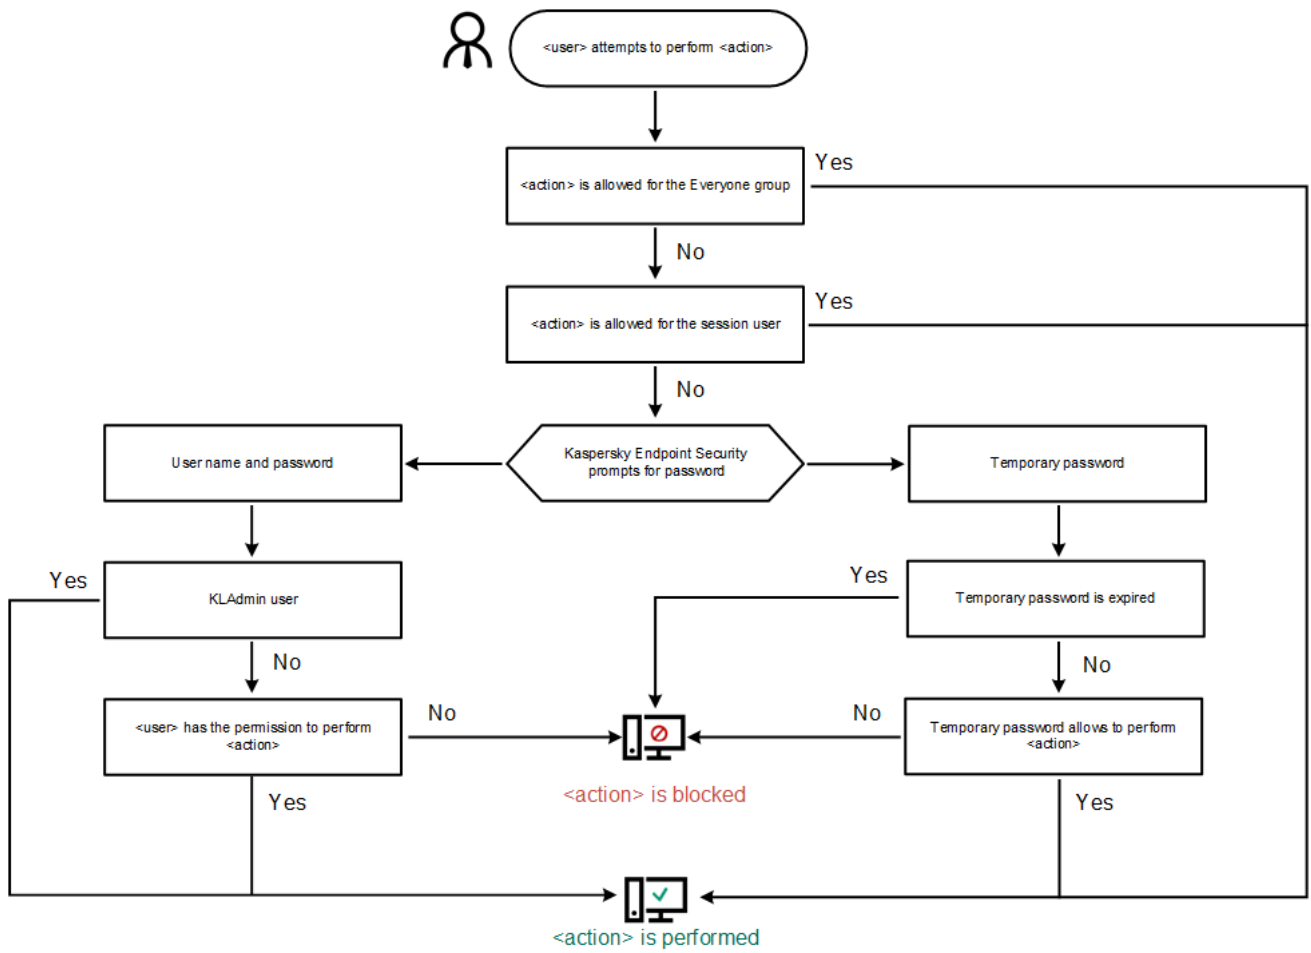 <user> attempts to perform <action>
Yes
<action> is allowed for the Everyone group
No
Yes
<action> is allowed for the session user
No
User name and password
Kaspersky Endpoint Security
prompts for password
Temporary password
Yes
KLAdmin user
Yes
Temporary password is expired
No
No
<user> has the permission to perform
<action>
No
No
Temporary password allows to perform
<action>
<action> is blocked
Yes
Yes
<action> is performed